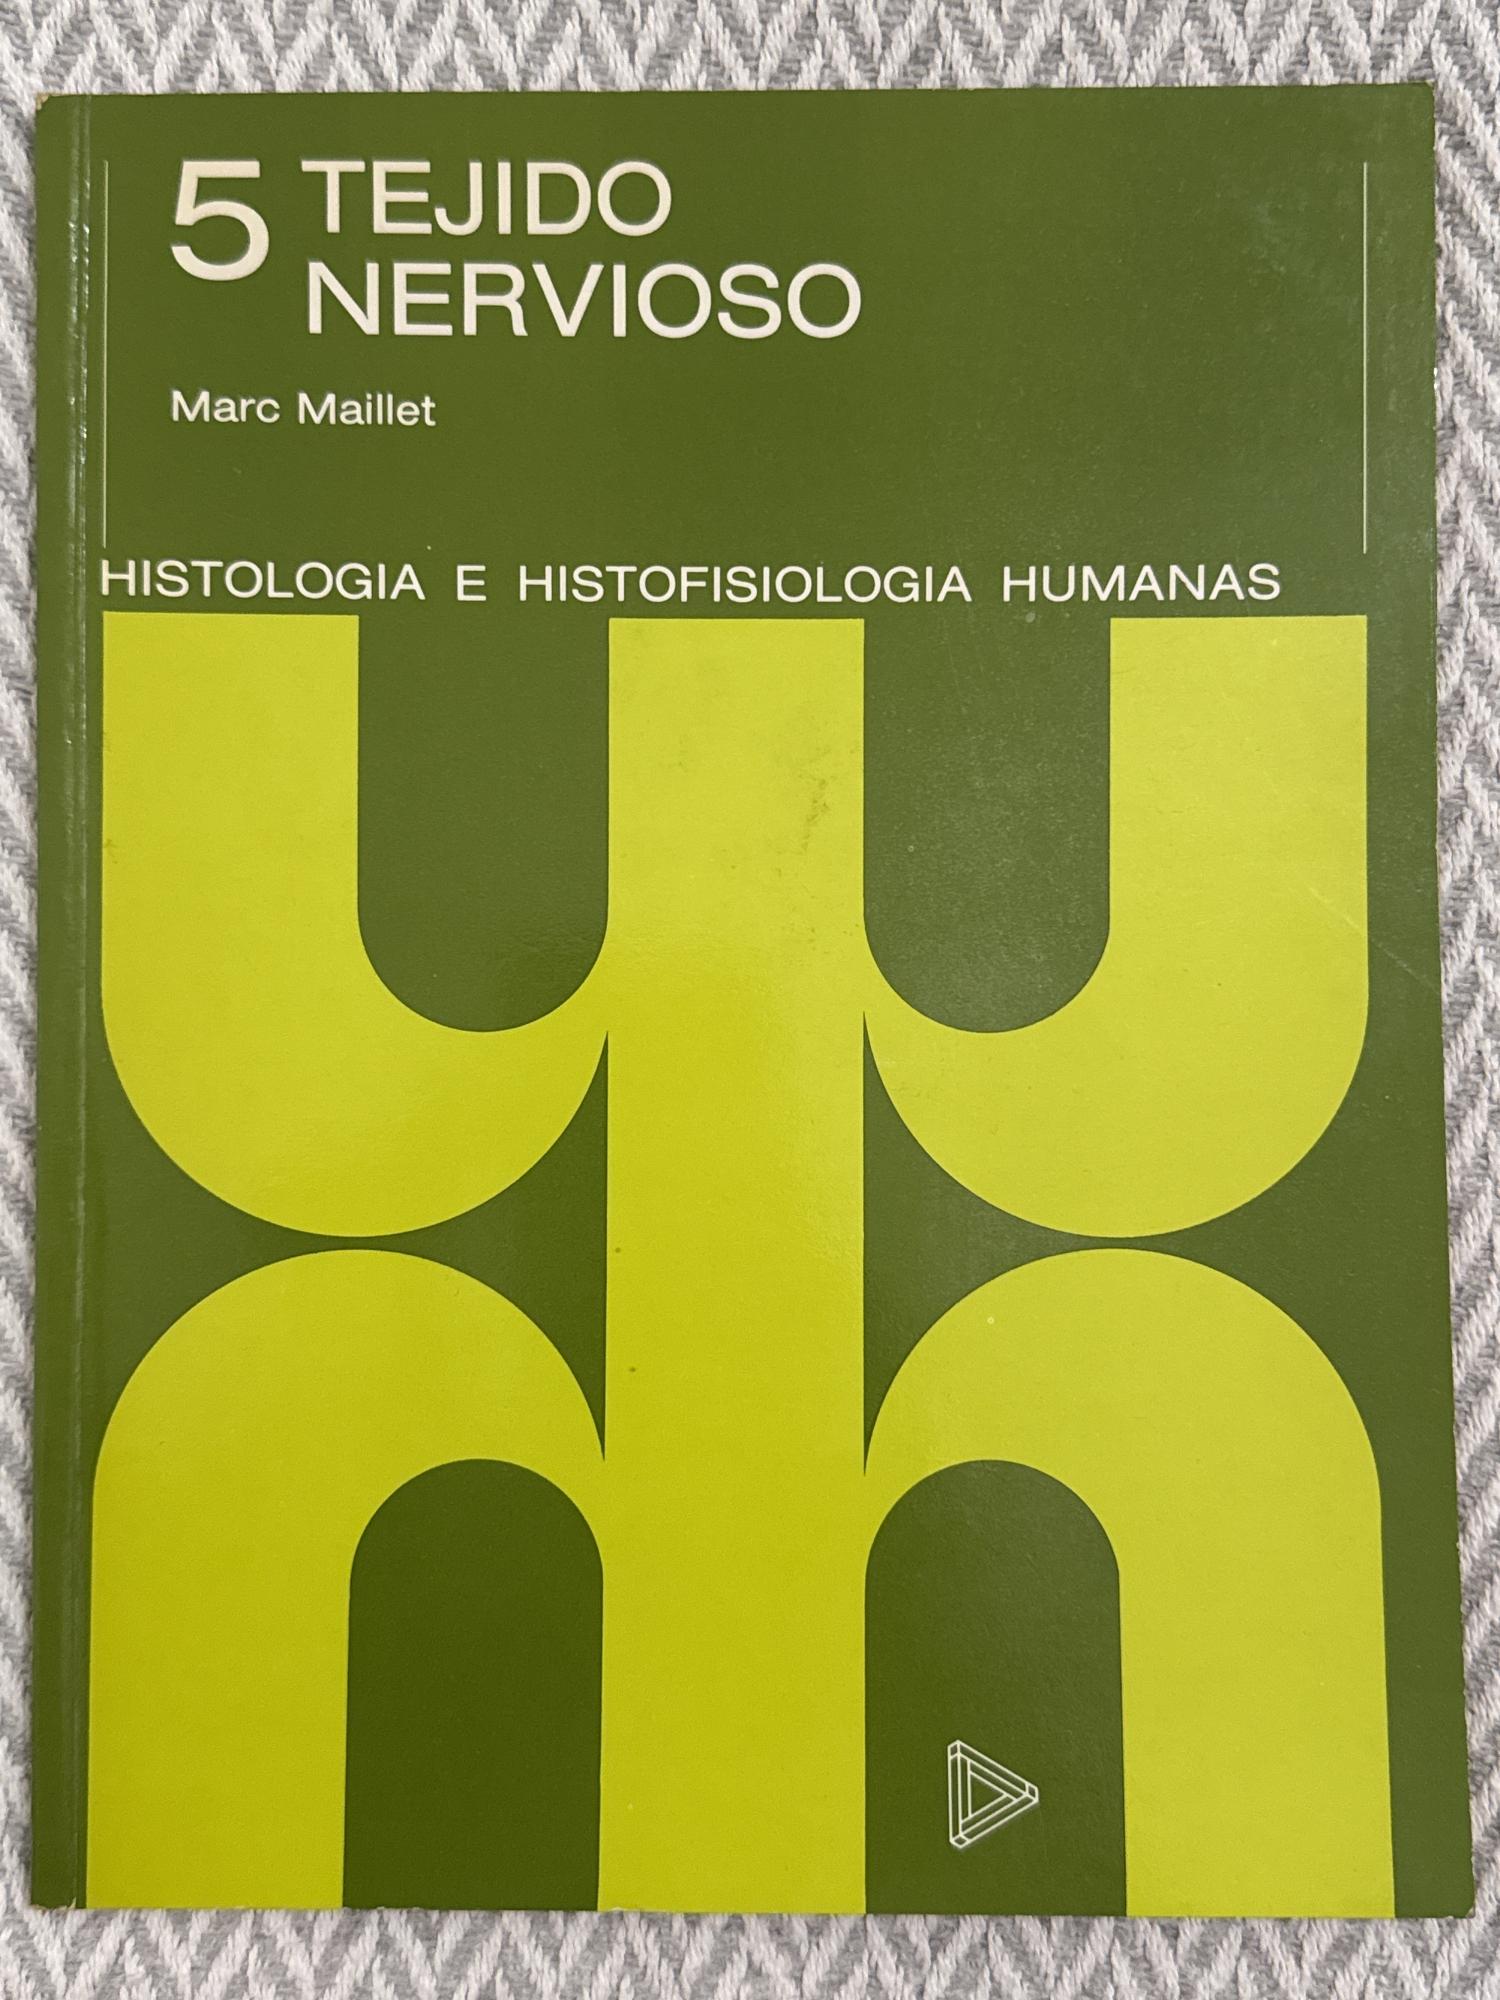 5 TEJIDO
NERVIOSO
Marc Maillet
HISTOLOGIA E HISTOFISIOLOGIA HUMANAS